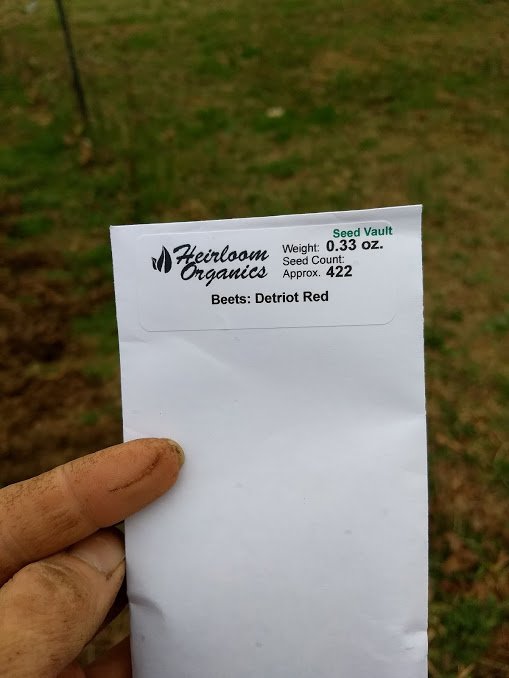 Seed Vault
Heirloom
Organics
Weight: 0.33 oz.
Seed Count:
Approx. 422
Beets: Detriot Red